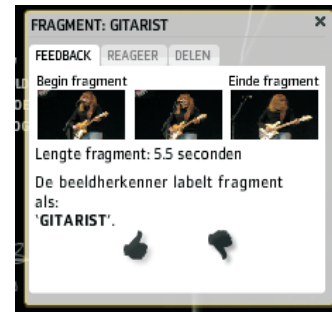 FRAGMENT: GITARIST
FEEDBACK REAGEER DELEN
Begin fragment Einde fragment
Lengte fragment: 5.5 seconden
De beeldherkenner labelt fragment
als:
‘GITARIST’.